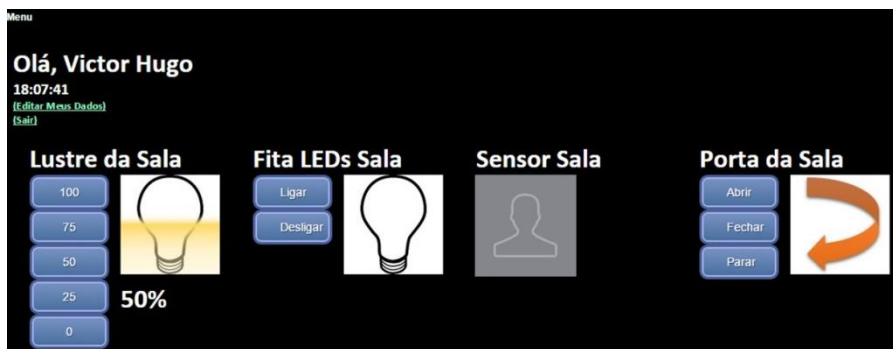 Menu
Olá, Victor Hugo
18:07:41
(Editar Meus Dados)
(Sair)
Lustre da Sala
100
75
50
25
0
50%
Fita LEDs Sala
Ligar
Desligar
Sensor Sala
Porta da Sala
Abrir
Fechar
Parar